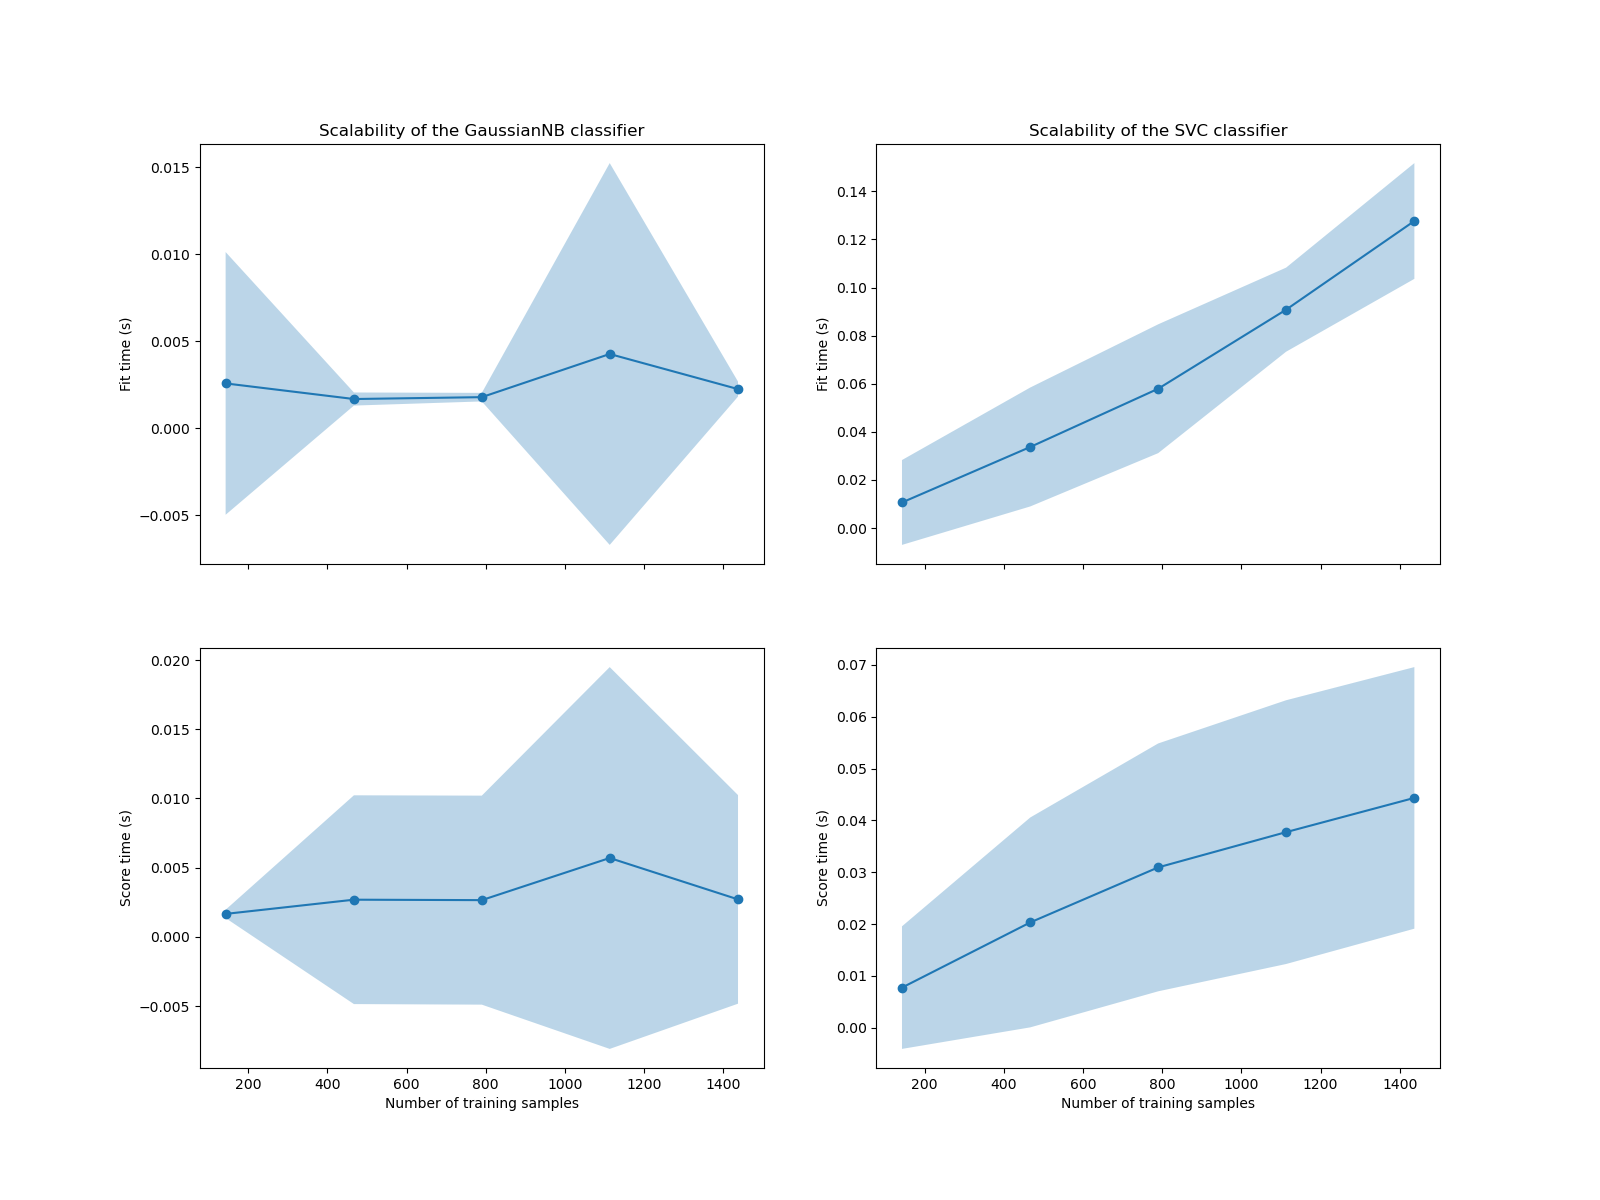 Scalability of the GaussianNB classifier
0.015
0.010
0.005
0.000
−0.005
Fit time (s)
Scalability of the SVC classifier
0.14
0.12
0.10
0.08
0.06
0.04
0.02
0.00
Fit time (s)
0.020
0.015
0.010
0.005
0.000
−0.005
Score time (s)
200 400 600 800 1000 1200 1400
Number of training samples
0.07
0.06
0.05
0.04
0.03
0.02
0.01
0.00
Score time (s)
200 400 600 800 1000 1200 1400
Number of training samples